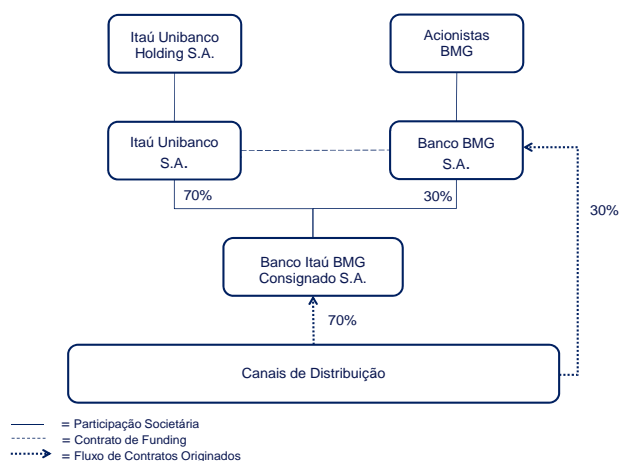 Itaú Unibanco
Holding S.A.
Acionistas
BMG
Itaú Unibanco
S.A.
Banco BMG
S.A.
70%
30%
30%
Banco Itaú BMG
Consignado S.A.
70%
Canais de Distribuição
= Participação Societária
= Contrato de Funding
= Fluxo de Contratos Originados